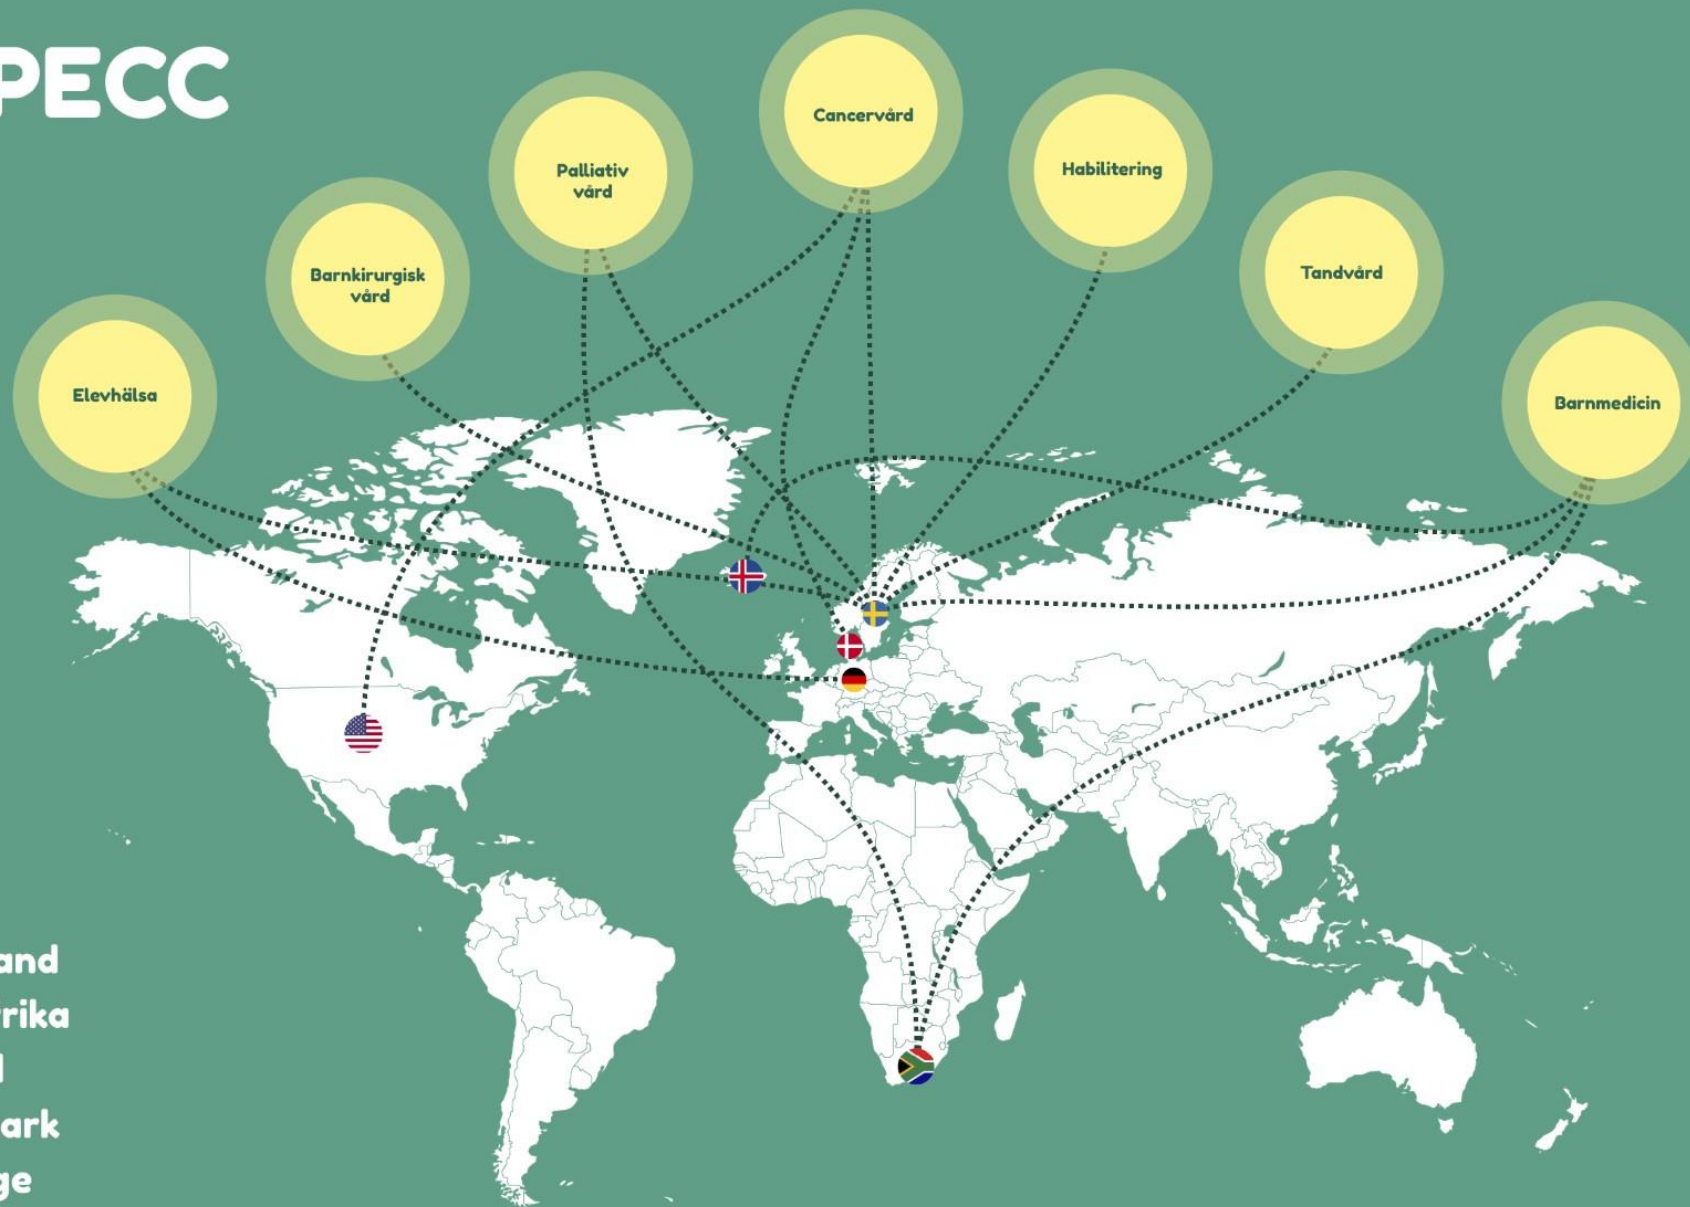 PECC
Cancervård
Palliativ
vård
Habilitering
Barnkirurgisk
vård
Tandvård
Elevhälsa
Barnmedicin
and
rika
ark
ge